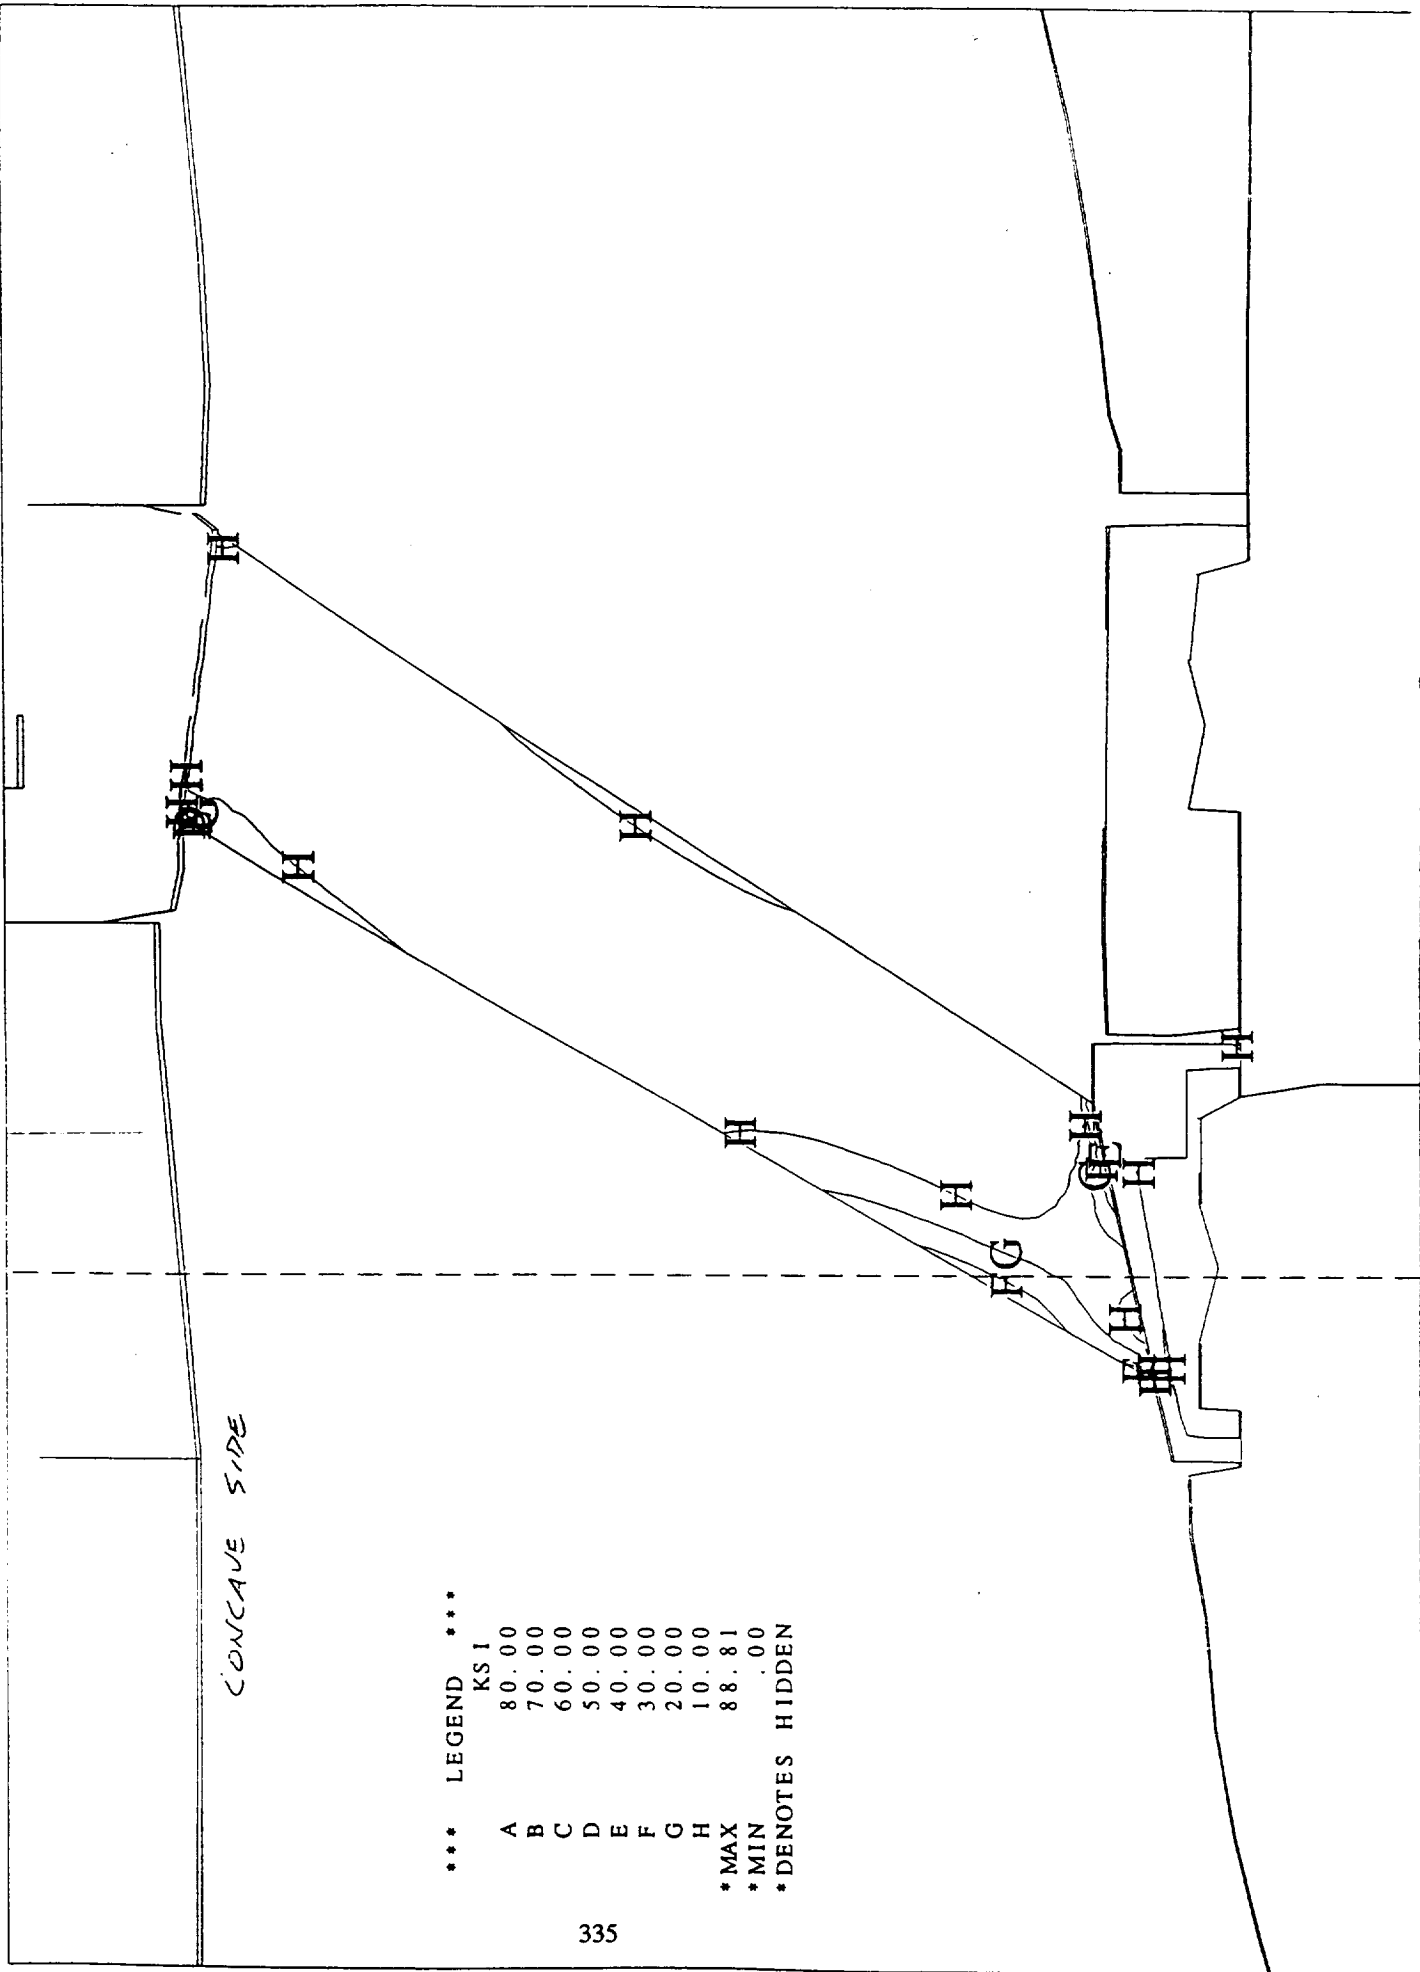 CONCAVE SIDE
*** LEGEND ***
KSI
A 80.00
B 70.00
C 60.00
D 50.00
E 40.00
F 30.00
G 20.00
H 10.00
*MAX 88.81
*MIN .00
*DENOTES HIDDEN
H
H
H
H
H
H
H
H
H
G
H
H
H
H
335